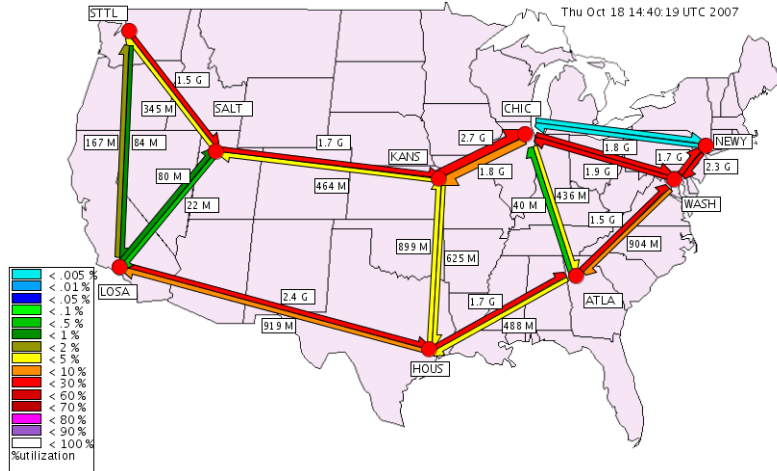 Thu Oct 18 14:40:19 UTC 2007
STTL
1.5 G
345 M
SALT
CHIC
167 M
84 M
1.7 G
KANS
2.7 G
1.8 G
NEWY
1.7 G
2.3 G
80 M
464 M
1.8 G
1.9 G
WASH
22 M
40 M
436 M
1.5 G
899 M
625 M
904 M
LOSA
2.4 G
1.7 G
ATLA
919 M
488 M
HOUS
< .005 %
< .01 %
< .05 %
< .1 %
< .5 %
< 1 %
< 2 %
< 5 %
< 10 %
< 30 %
< 60 %
< 70 %
< 80 %
< 90 %
< 100 %
%utilization